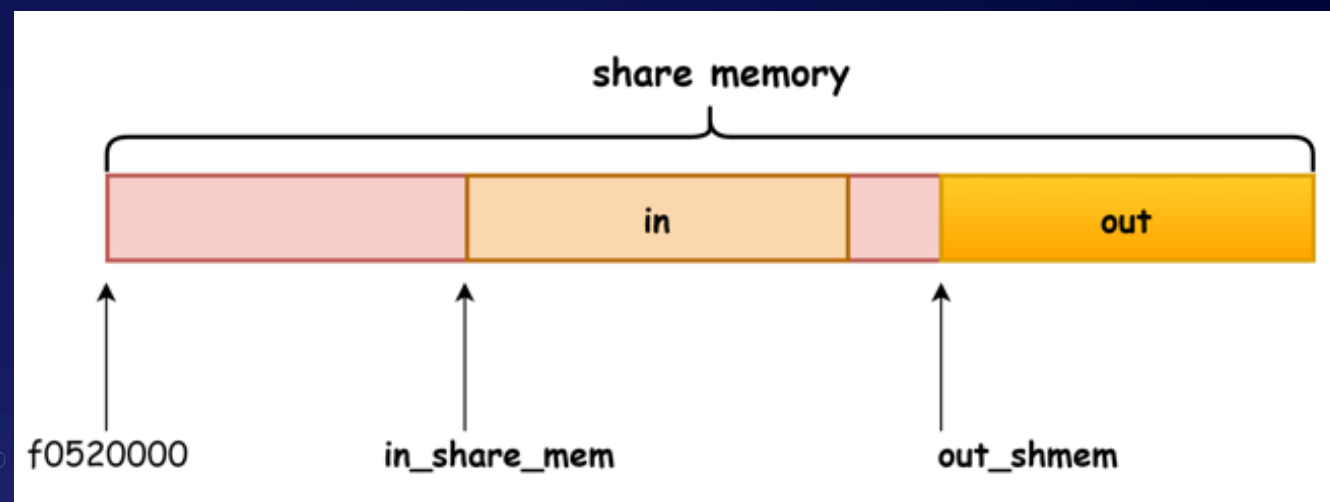 share memory
in
out
f0520000
in_share_mem
out_shmem